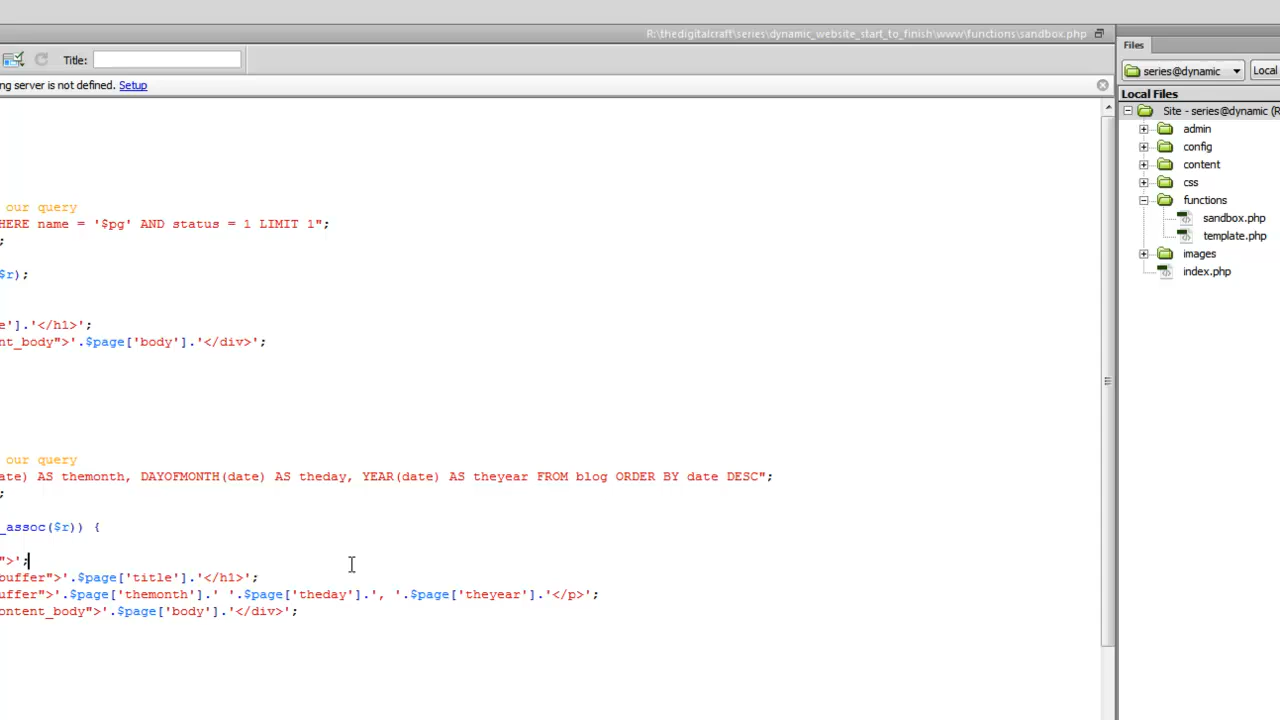 R:\thedigitalcraft\series\dynamic_website_start_to_finish\www\functions\sandbox.php
Files
Title:
series@dynamic
Local
ng server is not defined. Setup
Local Files
Site - series@dynamic (R
admin
config
content
css
functions
sandbox.php
template.php
images
index.php
our query
HERE name = '$pg' AND status = 1 LIMIT 1";
;
$r);
e'].'</h1>';
nt_body">'.$page['body'].'</div>';
our query
ate) AS themonth, DAYOFMONTH(date) AS theday, YEAR(date) AS theyear FROM blog ORDER BY date DESC";
;
_assoc($r)) {
">';
buffer">'.$page['title'].'</h1>';
uffer">'.$page['themonth'].' '.$page['theday'].', '.$page['theyear'].'</p>';
ontent_body">'.$page['body'].'</div>';